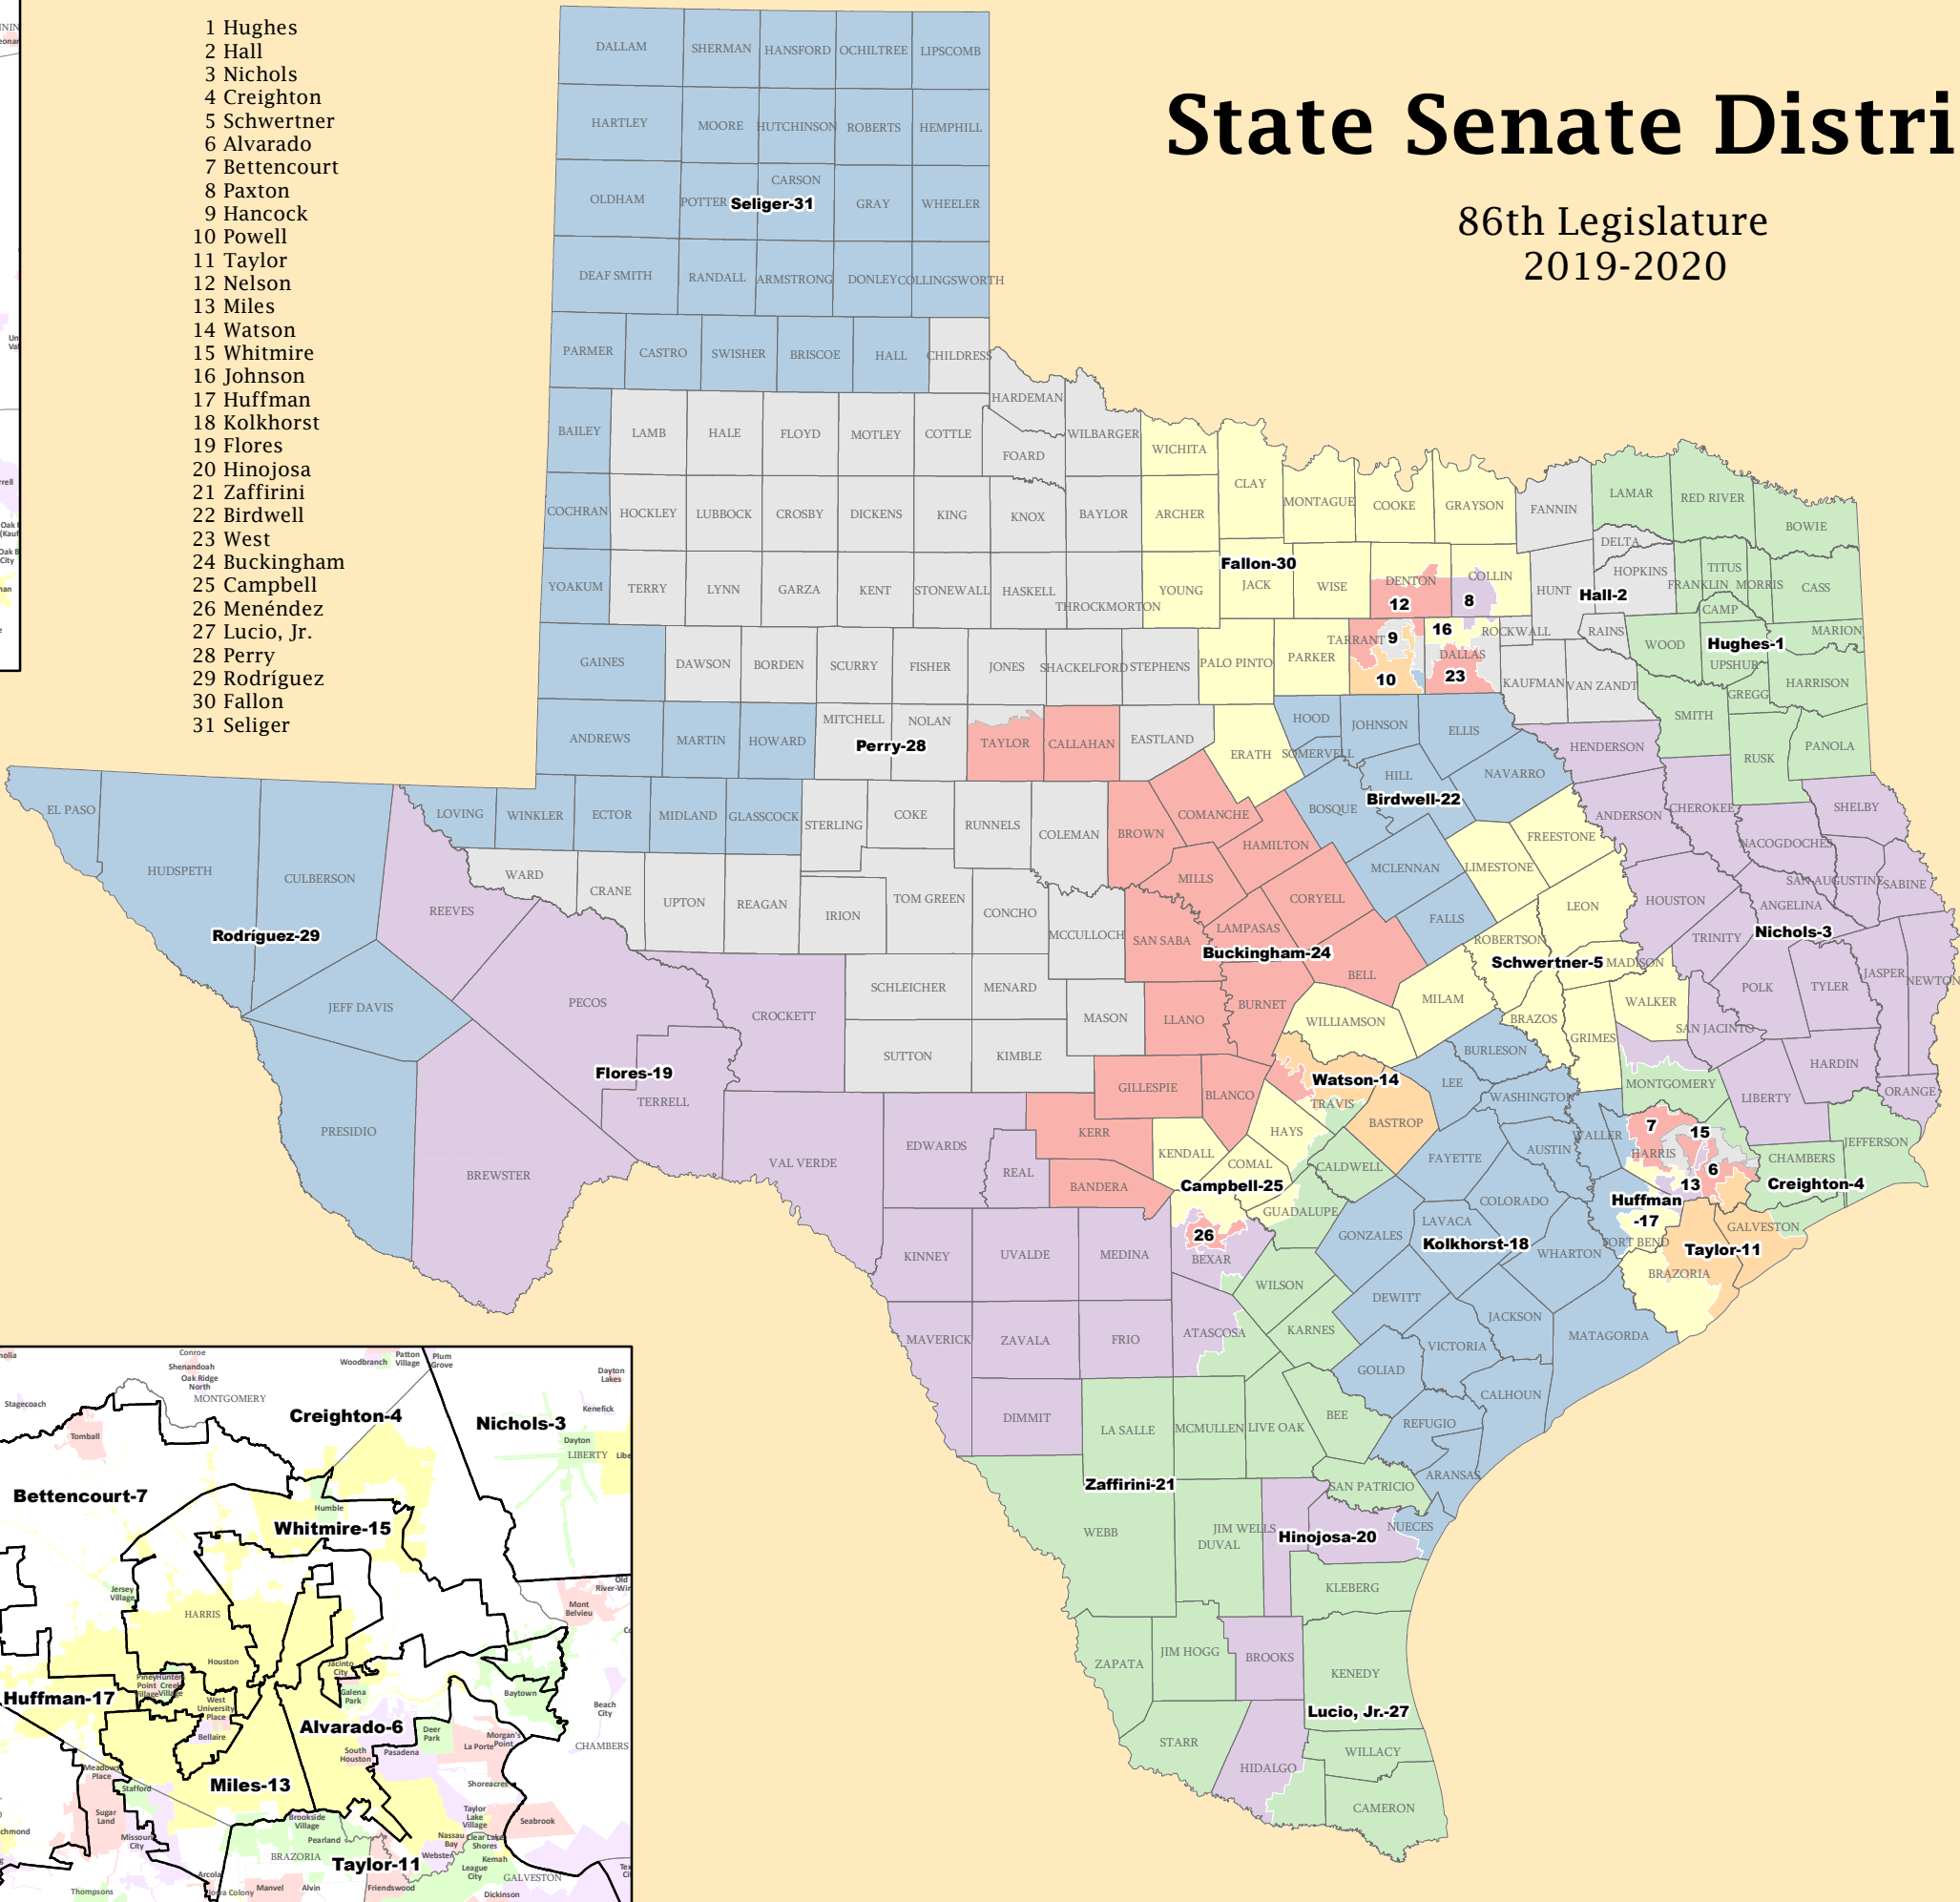 1 Hughes
2 Hall
3 Nichols
4 Creighton
5 Schwertner
6 Alvarado
7 Bettencourt
8 Paxton
9 Hancock
10 Powell
11 Taylor
12 Nelson
13 Miles
14 Watson
15 Whitmire
16 Johnson
17 Huffman
18 Kolkhorst
19 Flores
20 Hinojosa
21 Zaffirini
22 Birdwell
23 West
24 Buckingham
25 Campbell
26 Menéndez
27 Lucio, Jr.
28 Perry
29 Rodríguez
30 Fallon
31 Seliger
State Senate Distri
86th Legislature
2019-2020
DALLAM SHERMAN HANSFORD OCHILTREE LIPSCOMB
HARTLEY MOORE HUTCHINSON ROBERTS HEMPHILL
OLDHAM POTTER CARSON GRAY WHEELER
Seliger-31
DEAF SMITH RANDALL ARMSTRONG DONLEY COLLINGSWORTH
PARMER CASTRO SWISHER BRISCOE HALL CHILDRESS
HARDEMAN
BAILEY LAMB HALE FLOYD MOTLEY COTTLE FOARD WILBARGER WICHITA
COCHRAN HOCKLEY LUBBOCK CROSBY DICKENS KING KNOX BAYLOR ARCHER CLAY MONTAGUE COOKE GRAYSON FANNIN LAMAR RED RIVER BOWIE
DELTA HOPKINS FRANKLIN TITUS MORRIS CASS CAMP
YOAKUM TERRY LYNN GARZA KENT STONEWALL HASKELL THROCKMORTON YOUNG JACK WISE DENTON COLLIN HUNT
Fallon-30
12
8
Hall-2
Hughes-1
GAINES DAWSON BORDEN SCURRY FISHER JONES SHACKELFORD STEPHENS PALO PINTO PARKER TARRANT DALLAS ROCKWALL RAINS WOOD UPSHUR MARION
9
16
10
23
KAUFMAN VAN ZANDT SMITH GREGG HARRISON
ANDREWS MARTIN HOWARD MITCHELL NOLAN TAYLOR CALLAHAN EASTLAND ERATH HOOD SOMERVELL JOHNSON ELLIS HENDERSON RUSK PANOLA
Perry-28
EL PASO HUDSPETH CULBERSON LOVING WINKLER ECTOR MIDLAND GLASSCOCK STERLING COKE RUNNELS COLEMAN BROWN COMANCHE BOSQUE HILL NAVARRO ANDERSON CHEROKEE SHELBY
Birdwell-22
HAMILTON MCLENNAN LIMESTONE FREESTONE NACOGDOCHES
REEVES WARD CRANE UPTON REAGAN IRION TOM GREEN CONCHO MCCULLOCH SAN SABA MILLS LAMPASAS CORYELL FALLS LEON HOUSTON ANGELINA SAN AUGUSTINE SABINE
Rodríguez-29
Buckingham-24
Schwertner-5
Nichols-3
BELL ROBERTSON MADISON TRINITY POLK TYLER JASPER NEWTON
JEFF DAVIS PECOS CROCKETT SCHLEICHER MENARD MASON LLANO BURNET WILLIAMSON MILAM BRAZOS GRIMES WALKER SAN JACINTO
Flores-19
PRESIDIO BREWSTER TERRELL SUTTON KIMBLE GILLESPIE BLANCO TRAVIS BASTROP LEE BURLESON WASHINGTON MONTGOMERY LIBERTY HARDIN ORANGE
Watson-14
VAL VERDE EDWARDS REAL KERR BANDERA KENDALL COMAL HAYS CALDWELL FAYETTE AUSTIN WALLER HARRIS CHAMBERS JEFFERSON
7
15
6
13
Campbell-25
Huffman
-17
Creighton-4
KINNEY UVALDE MEDINA BEXAR GUADALUPE GONZALES LAVACA COLORADO WHARTON FORT BEND BRAZORIA GALVESTON
26
Kolkhorst-18
Taylor-11
MAVERICK ZAVALA FRIO ATASCOSA WILSON KARNES DEWITT VICTORIA JACKSON MATAGORDA
DIMMIT LA SALLE MCMULLEN LIVE OAK BEE GOLIAD REFUGIO CALHOUN ARANSAS SAN PATRICIO
Zaffirini-21
WEBB DUVAL JIM WELLS NUECES KLEBERG
Hinojosa-20
ZAPATA JIM HOGG BROOKS KENEDY
Lucio, Jr.-27
STARR HIDALGO WILLACY CAMERON
Conroe
Shenandoah
Oak Ridge
North
MONTGOMERY
Woodbranch
Patton
Village
Plum
Grove
Dayton
Lakes
Stagecoach
Creighton-4
Nichols-3
Kenefick
Tomball
Dayton
LIBERTY
Bettencourt-7
Humble
Whitmire-15
Jersey
Village
HARRIS
Old
River-Win
Mont
Belvieu
Houston
Jacinto
City
Galena
Park
Piney
Point
Village
Hunters
Creek
Village
Huffman-17
West
University
Place
Bellaire
Alvarado-6
Baytown
Beach
City
Deer
Park
La Porte
Morgan's
Point
CHAMBERS
South
Houston
Pasadena
Meadows
Place
Stafford
Miles-13
Shoreacres
Sugar
Land
Missouri
City
Brookside
Village
Pearland
Taylor
Lake
Village
Seabrook
Nassau
Bay
Clear Lake
Shores
Kemah
Webster
League
City
BRAZORIA
Taylor-11
GALVESTON
Arcola
Iowa Colony
Manvel
Alvin
Friendswood
Dickinson
Thompsons